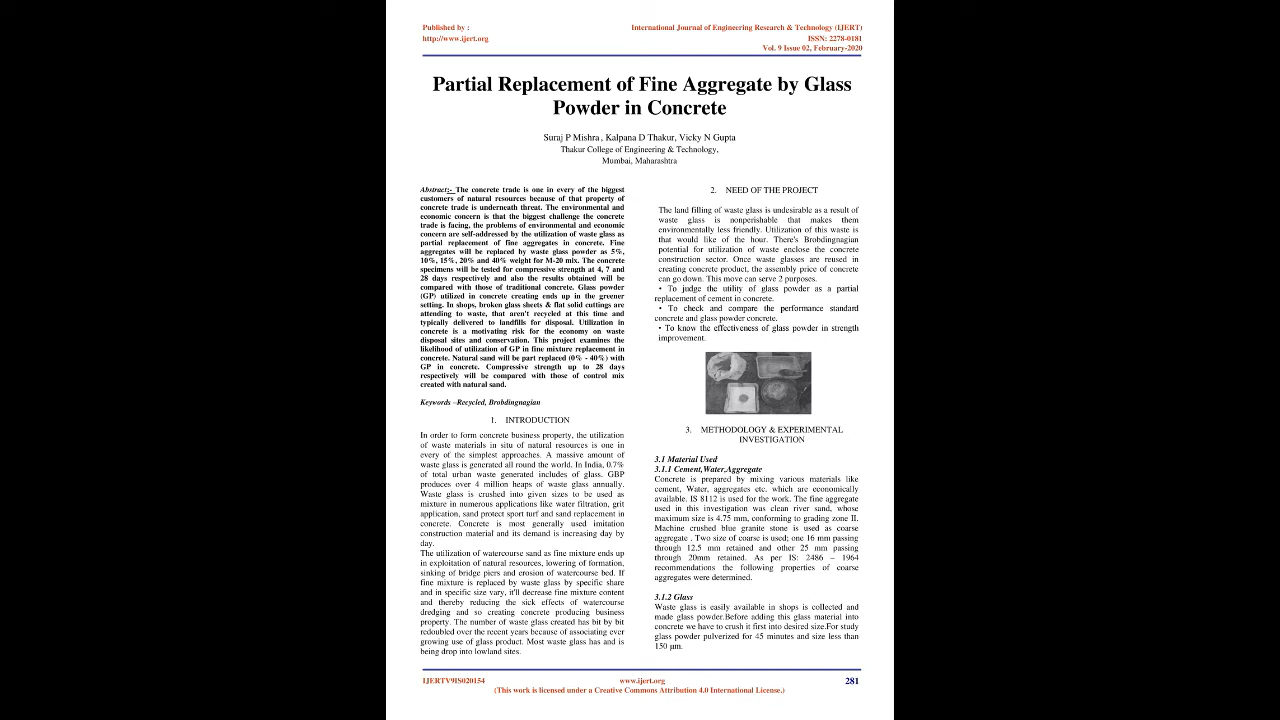 Published by :
http://www.ijert.org
International Journal of Engineering Research & Technology (IJERT)
ISSN: 2278-0181
Vol. 9 Issue 02, February-2020
Partial Replacement of Fine Aggregate by Glass
Powder in Concrete
Suraj P Mishra , Kalpana D Thakur, Vicky N Gupta
Thakur College of Engineering & Technology,
Mumbai, Maharashtra
Abstract:- The concrete trade is one in every of the biggest
customers of natural resources because of that property of
concrete trade is underneath threat. The environmental and
economic concern is that the biggest challenge the concrete
trade is facing, the problems of environmental and economic
concern are self-addressed by the utilization of waste glass as
partial replacement of fine aggregates in concrete. Fine
aggregates will be replaced by waste glass powder as 5%,
10%, 15%, 20% and 40% weight for M-20 mix. The concrete
specimens will be tested for compressive strength at 4, 7 and
28 days respectively and also the results obtained will be
compared with those of traditional concrete. Glass powder
(GP) utilized in concrete creating ends up in the greener
setting. In shops, broken glass sheets & flat solid cuttings are
attending to waste, that aren't recycled at this time and
typically delivered to landfills for disposal. Utilization in
concrete is a motivating risk for the economy on waste
disposal sites and conservation. This project examines the
likelihood of utilization of GP in fine mixture replacement in
concrete. Natural sand will be part replaced (0% - 40%) with
GP in concrete. Compressive strength up to 28 days
respectively will be compared with those of control mix
created with natural sand.
Keywords –Recycled, Brobdingnagian
1. INTRODUCTION
In order to form concrete business property, the utilization
of waste materials in situ of natural resources is one in
every of the simplest approaches. A massive amount of
waste glass is generated all round the world. In India, 0.7%
of total urban waste generated includes of glass. GBP
produces over 4 million heaps of waste glass annually.
Waste glass is crushed into given sizes to be used as
mixture in numerous applications like water filtration, grit
application, sand protect sport turf and sand replacement in
concrete. Concrete is most generally used imitation
construction material and its demand is increasing day by
day.
The utilization of watercourse sand as fine mixture ends up
in exploitation of natural resources, lowering of formation,
sinking of bridge piers and erosion of watercourse bed. If
fine mixture is replaced by waste glass by specific share
and in specific size vary, it'll decrease fine mixture content
and thereby reducing the sick effects of watercourse
dredging and so creating concrete producing business
property. The number of waste glass created has bit by bit
redoubled over the recent years because of associating ever
growing use of glass product. Most waste glass has and is
being drop into lowland sites.
2. NEED OF THE PROJECT
The land filling of waste glass is undesirable as a result of
waste glass is nonperishable that makes them
environmentally less friendly. Utilization of this waste is
that would like of the hour. There's Brobdingnagian
potential for utilization of waste enclose the concrete
construction sector. Once waste glasses are reused in
creating concrete product, the assembly price of concrete
can go down. This move can serve 2 purposes.
• To judge the utility of glass powder as a partial
replacement of cement in concrete.
• To check and compare the performance standard
concrete and glass powder concrete.
• To know the effectiveness of glass powder in strength
improvement.
3. METHODOLOGY & EXPERIMENTAL
INVESTIGATION
3.1 Material Used
3.1.1 Cement,Water,Aggregate
Concrete is prepared by mixing various materials like
cement, Water, aggregates etc. which are economically
available. IS 8112 is used for the work. The fine aggregate
used in this investigation was clean river sand, whose
maximum size is 4.75 mm, conforming to grading zone II.
Machine crushed blue granite stone is used as coarse
aggregate . Two size of coarse is used; one 16 mm passing
through 12.5 mm retained and other 25 mm passing
through 20mm retained. As per IS: 2486 – 1964
recommendations the following properties of coarse
aggregates were determined.
3.1.2 Glass
Waste glass is easily available in shops is collected and
made glass powder.Before adding this glass material into
concrete we have to crush it first into desired size.For study
glass powder pulverized for 45 minutes and size less than
150 µm.
IJERTV9IS020154
www.ijert.org
281
(This work is licensed under a Creative Commons Attribution 4.0 International License.)